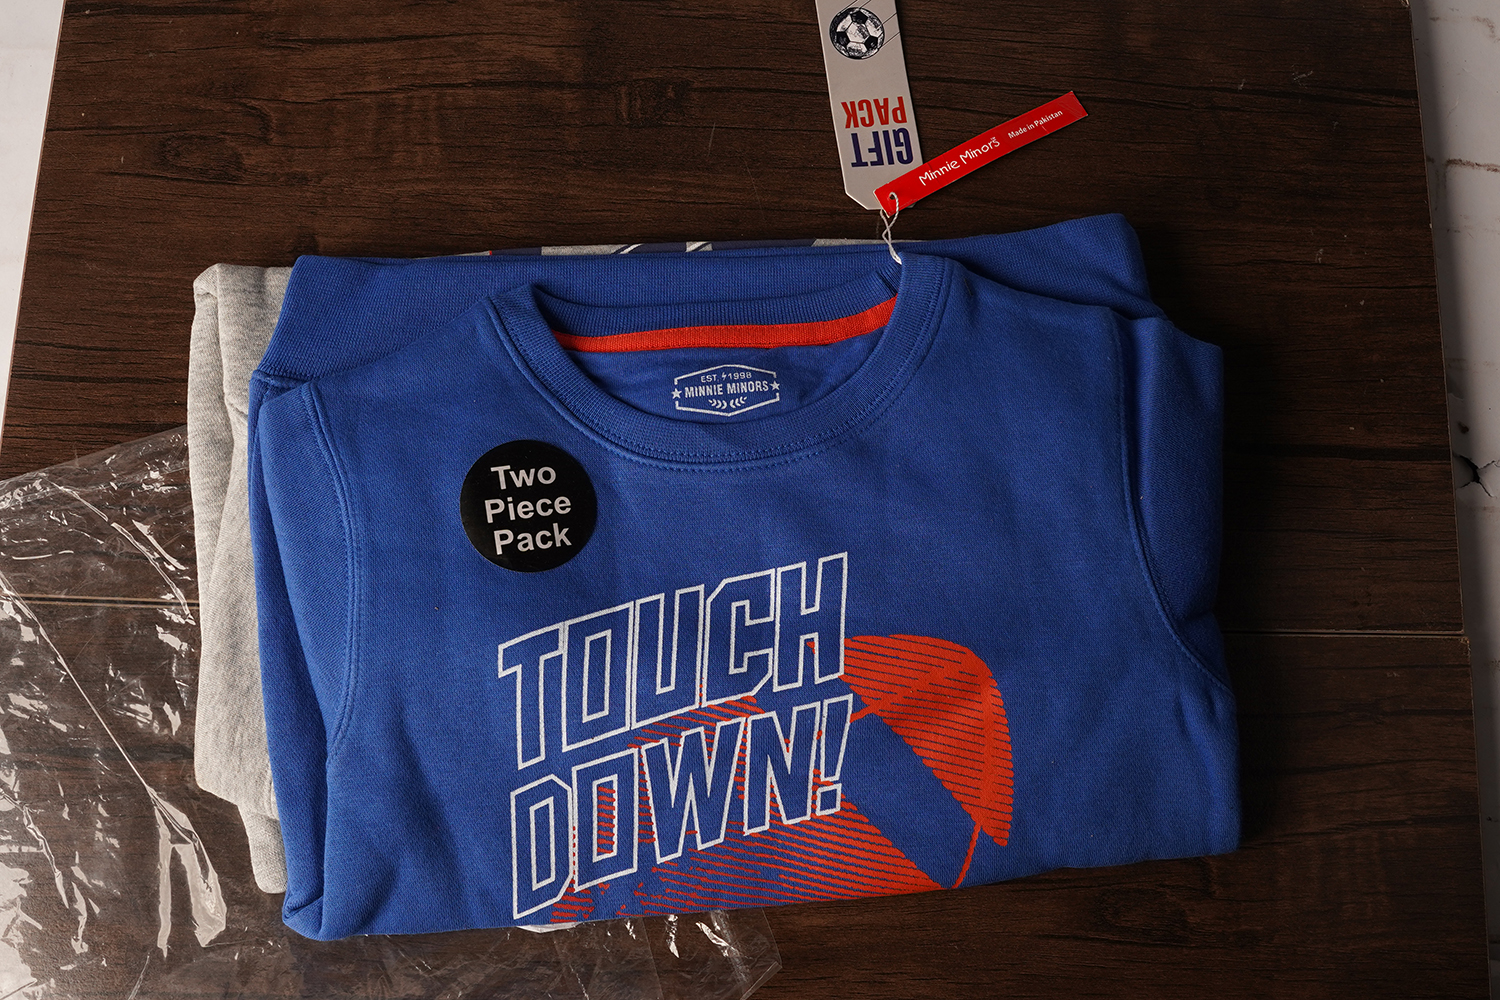 GIFT
PACK
Minnie Minors
Made in Pakistan
EST 1998
MINNIE MINORS
Two
Piece
Pack
TOUCH
DOWN!